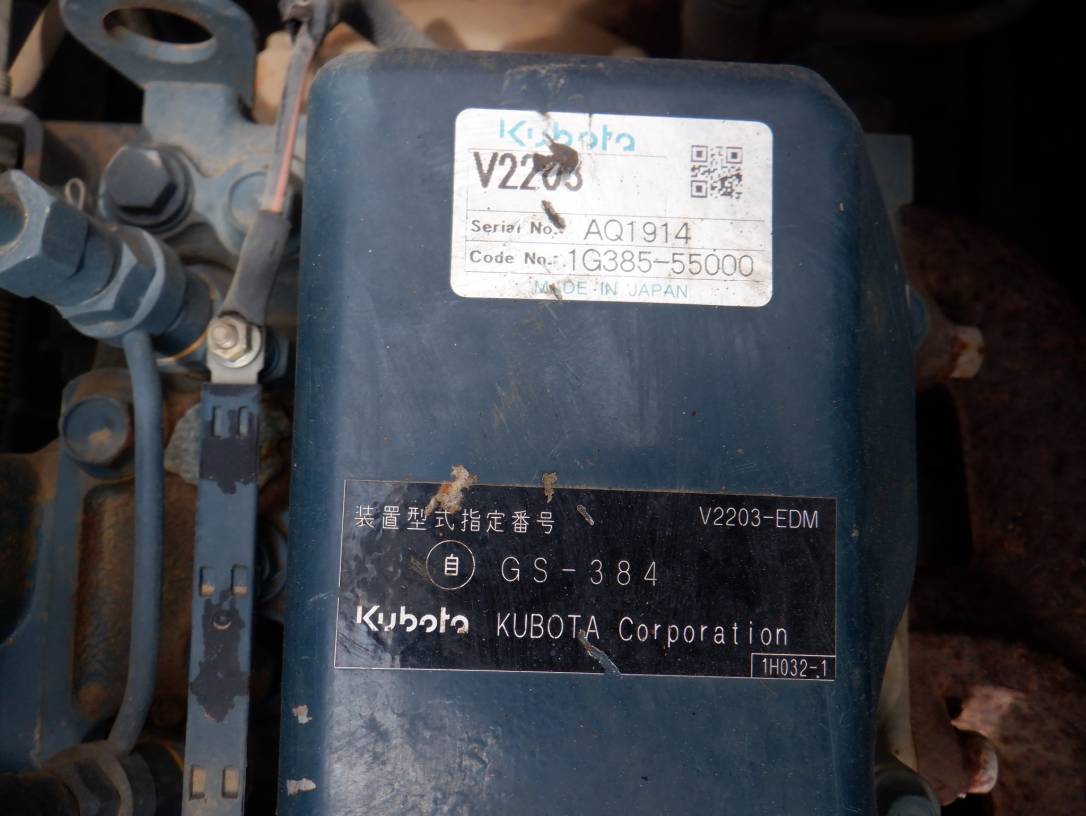 Kubota
V2203
Serial No.: AQ1914
Code No.: 1G385-55000
MADE IN JAPAN
装置型式指定番号 V2203-EDM
自 GS-384
Kubota KUBOTA Corporation
1H032-1